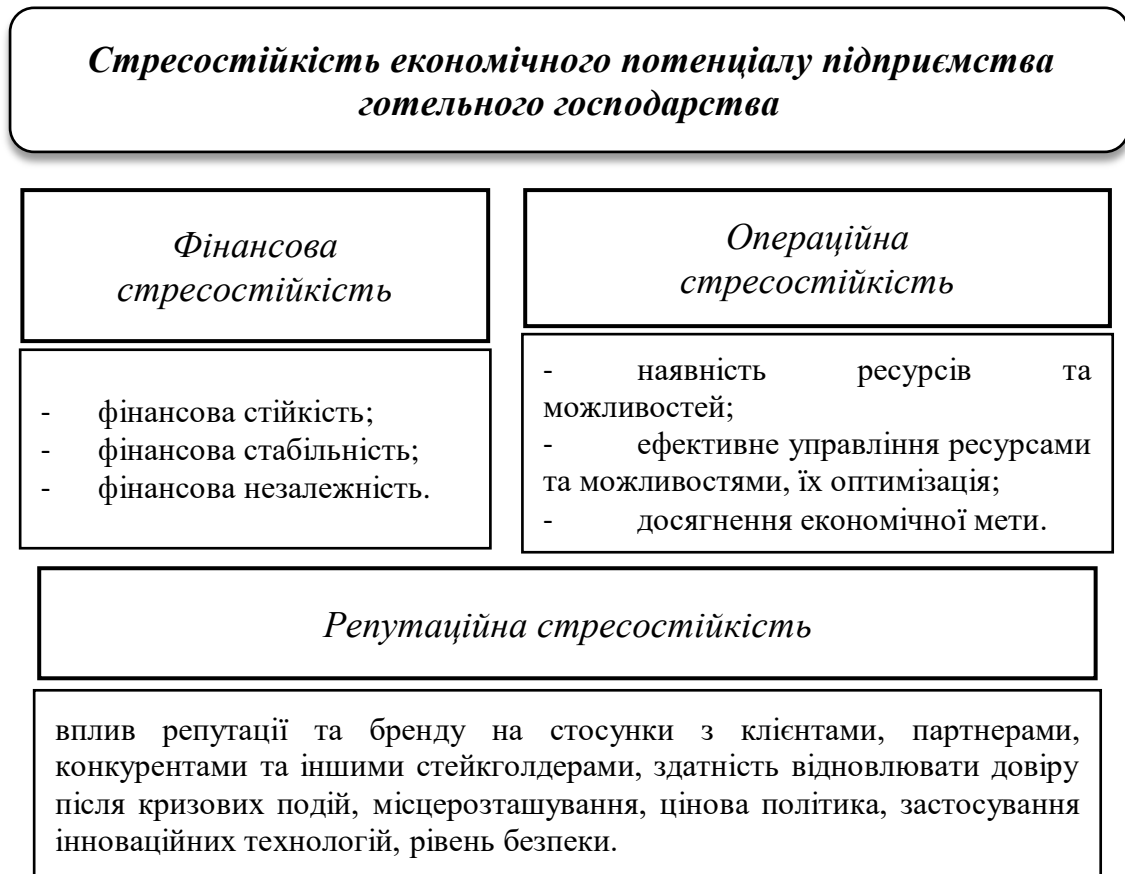 Стресостійкість економічного потенціалу підприємства
готельного господарства
Фінансова
стресостійкість
- фінансова стійкість;
- фінансова стабільність;
- фінансова незалежність.
Операційна
стресостійкість
- наявність ресурсів та
можливостей;
- ефективне управління ресурсами
та можливостями, їх оптимізація;
- досягнення економічної мети.
Репутаційна стресостійкість
вплив репутації та бренду на стосунки з клієнтами, партнерами,
конкурентами та іншими стейкголдерами, здатність відновлювати довіру
після кризових подій, місцерозташування, цінова політика, застосування
інноваційних технологій, рівень безпеки.